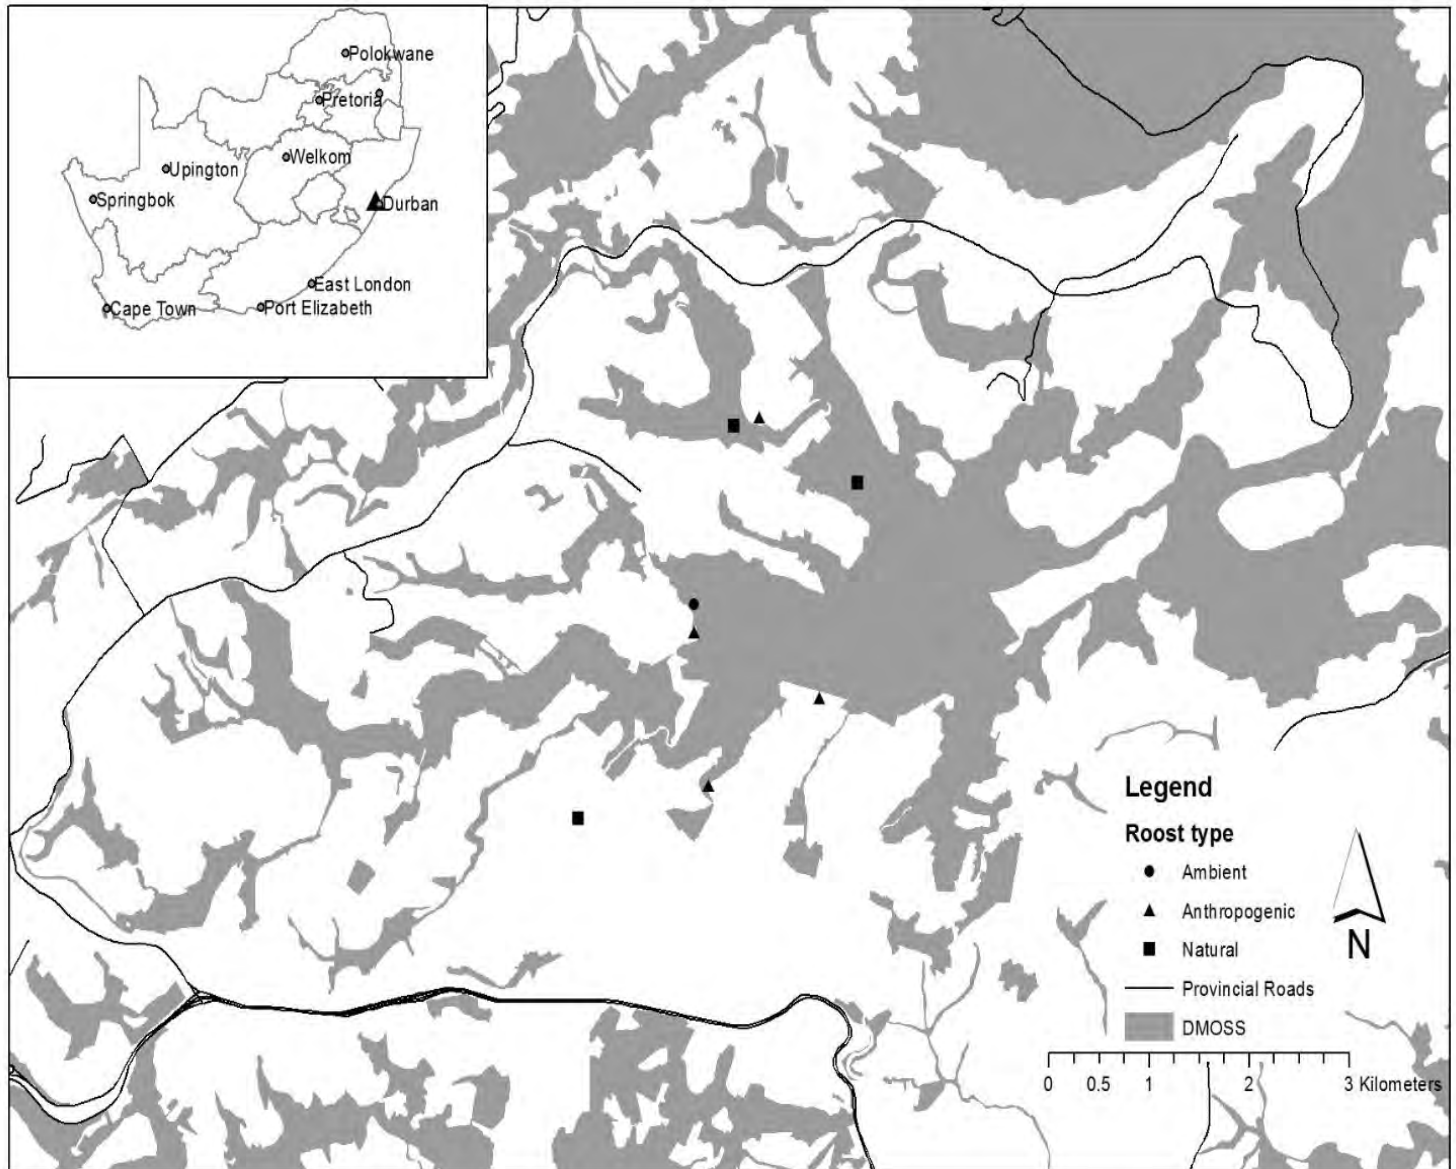 Polokwane
Pretoria
Welkom
Upington
Springbok
Durban
East London
Cape Town
Port Elizabeth
Legend
Roost type
Ambient
Anthropogenic
Natural
Provincial Roads
DMOSS
N
0 0.5 1 2 3 Kilometers